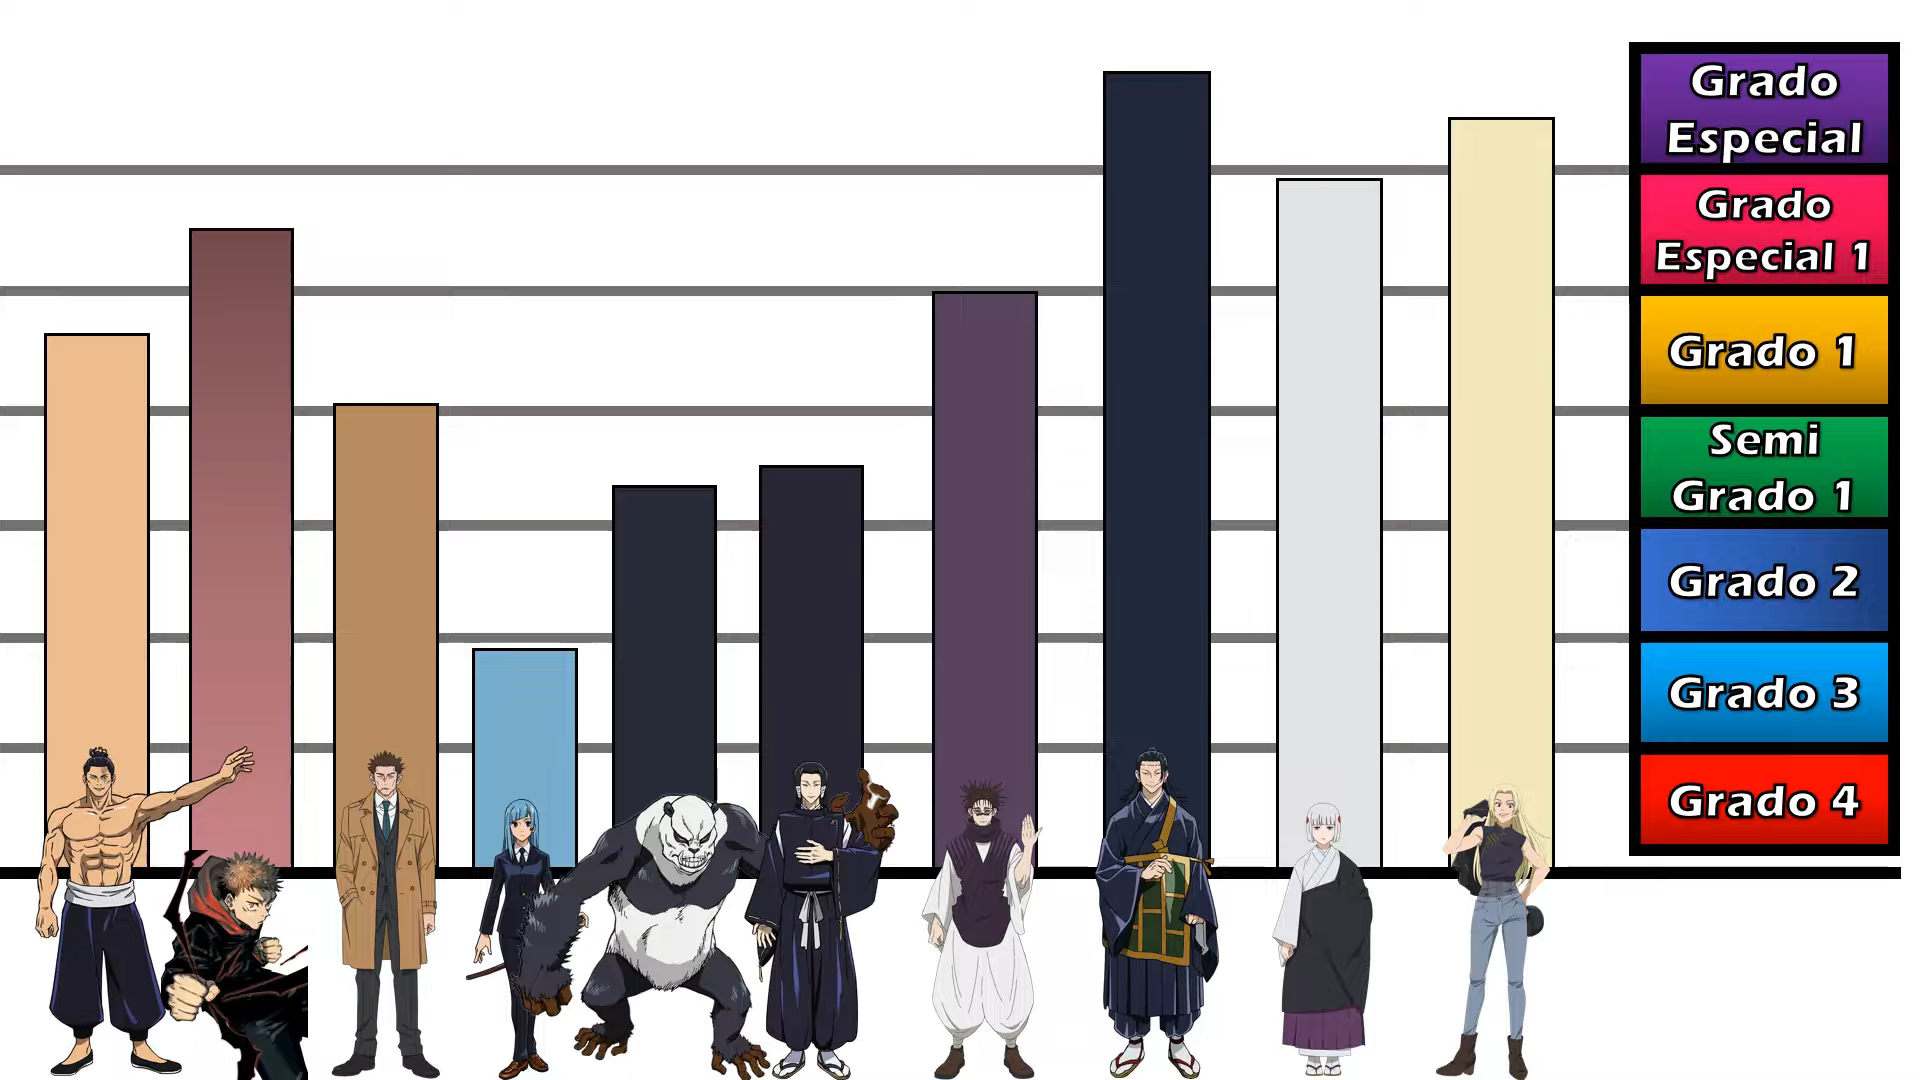 Grado
Especial
Grado
Especial 1
Grado 1
Semi
Grado 1
Grado 2
Grado 3
Grado 4